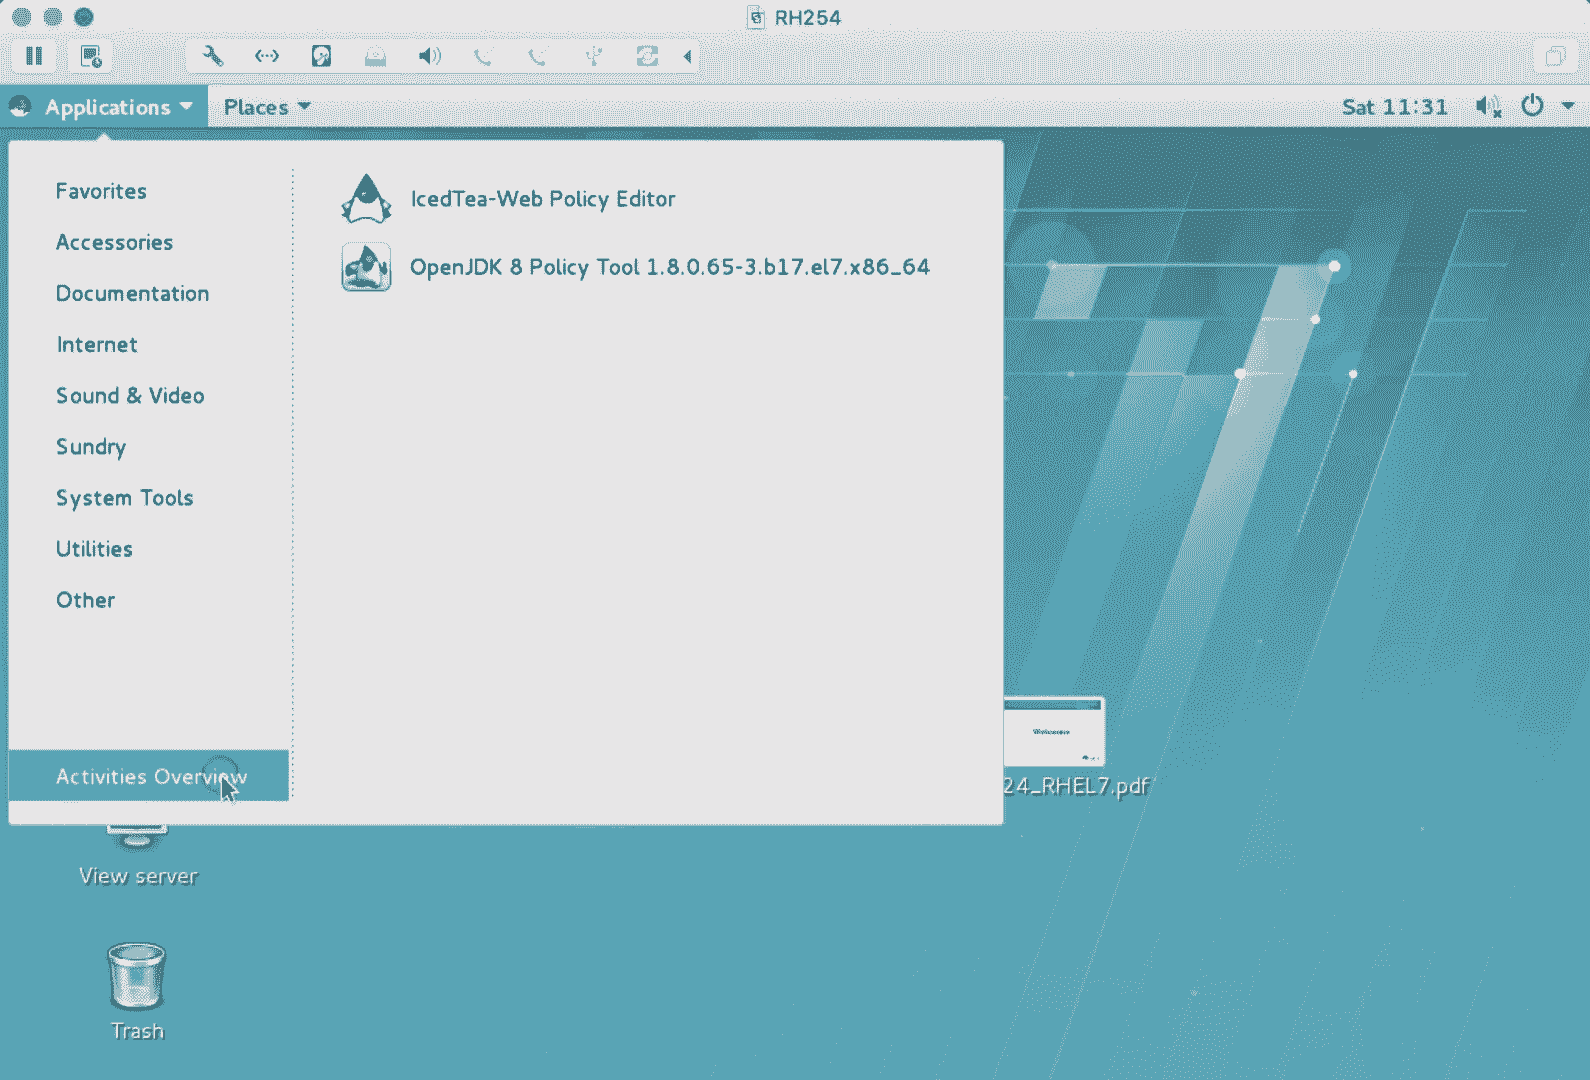 RH254
Applications Places Sat 11:31
Favorites
Accessories
Documentation
Internet
Sound & Video
Sundry
System Tools
Utilities
Other
Activities Overview
IcedTea-Web Policy Editor
OpenJDK 8 Policy Tool 1.8.0.65-3.b17.el7.x86_64
Welcome
24_RHEL7.pdf
View server
Trash